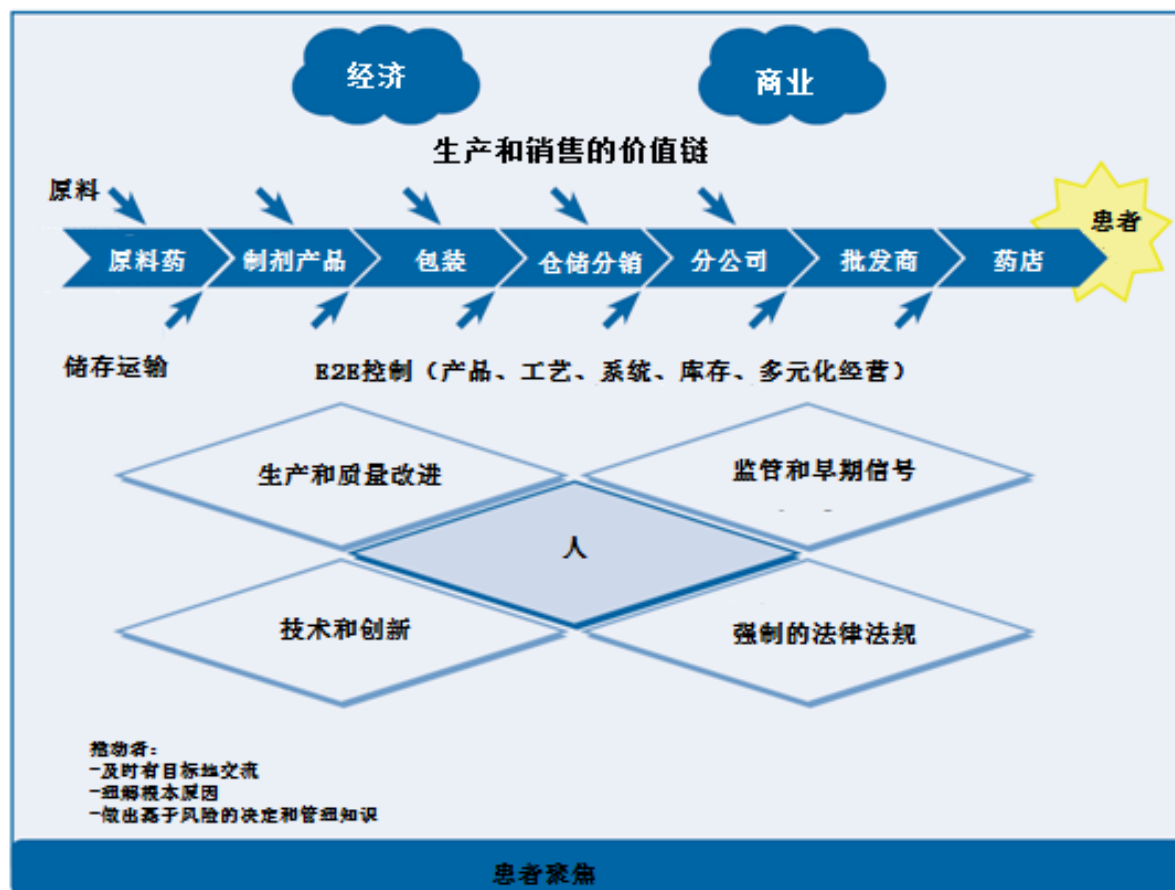 经济
商业
生产和销售的价值链
原料
患者
原料药
制剂产品
包装
仓储分销
分公司
批发商
药店
储存运输
E2E控制（产品、工艺、系统、库存、多元化经营）
生产和质量改进
监管和早期信号
人
技术和创新
强制的法律法规
推动者：
-及时有目标地交流
-理解根本原因
-做出基于风险的决定和管理知识
患者聚焦